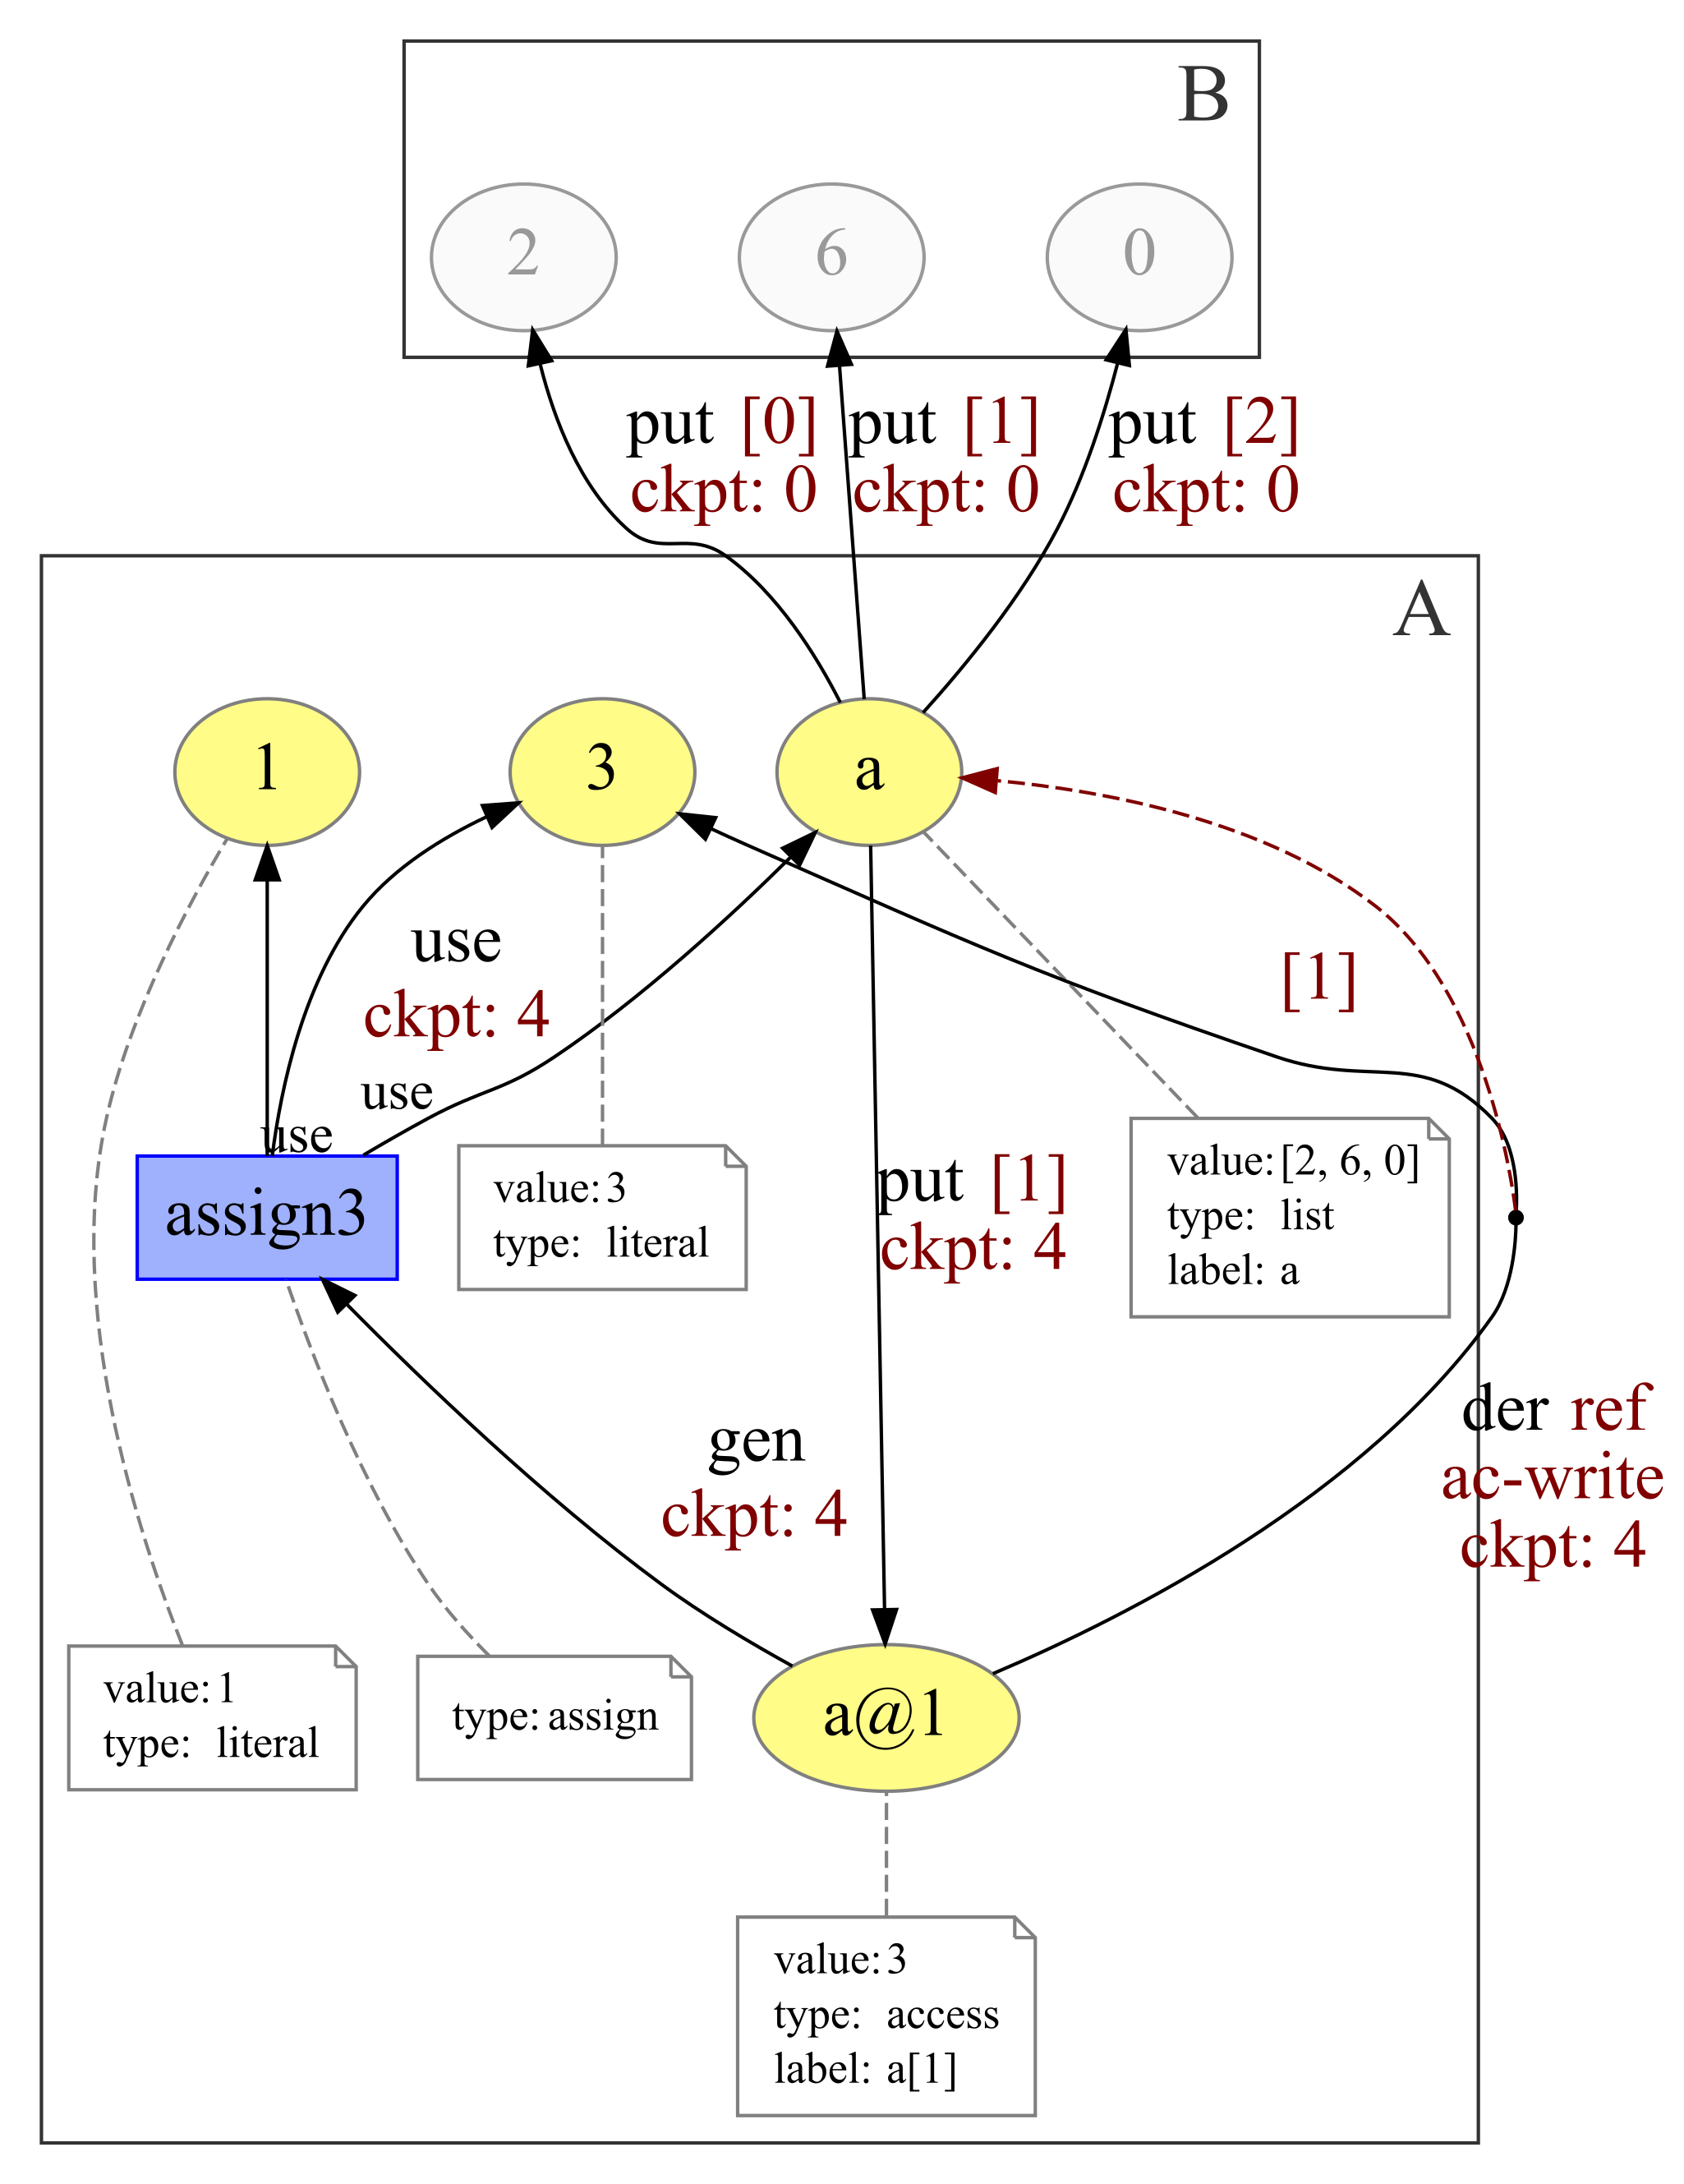 B
2
6
0
put [0]
ckpt: 0
put [1]
ckpt: 0
put [2]
ckpt: 0
A
1
3
a
use
ckpt: 4
[1]
use
use
assign3
value: 3
type: literal
put [1]
ckpt: 4
value: [2, 6, 0]
type: list
label: a
der ref
ac-write
ckpt: 4
gen
ckpt: 4
value: 1
type: literal
type: assign
a@1
value: 3
type: access
label: a[1]